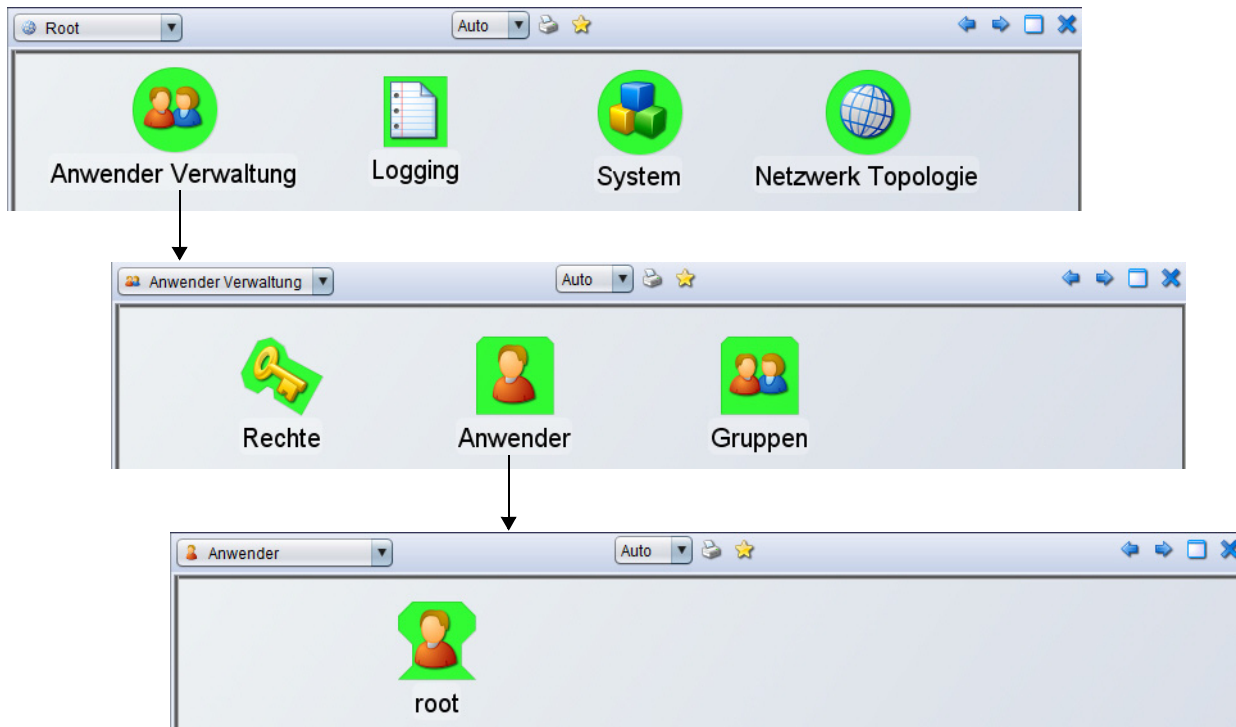 Root
Auto
Anwender Verwaltung
Logging
System
Netzwerk Topologie
Anwender Verwaltung
Auto
Rechte
Anwender
Gruppen
Anwender
Auto
root